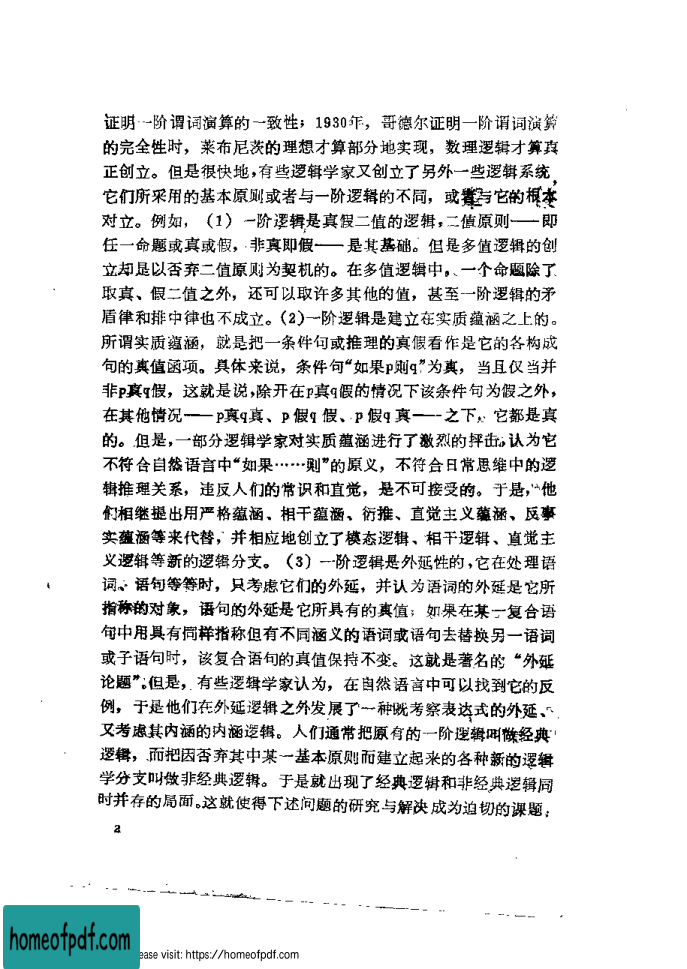 证明一阶谓词演算的一致性；1930年，哥德尔证明一阶谓词演算
的完全性时，莱布尼茨的理想才算部分地实现，数理逻辑才算真
正创立。但是很快地，有些逻辑学家又创立了另外一些逻辑系统，
它们所采用的基本原则或者与一阶逻辑的不同，或者与它的根本
对立。例如，（1）一阶逻辑是真假二值的逻辑，二值原则——即
任一命题或真或假，非真即假——是其基础。但是多值逻辑的创
立却是以否弃二值原则为契机的。在多值逻辑中，一个命题除了
取真、假二值之外，还可以取许多其他的值，甚至一阶逻辑的矛
盾律和排中律也不成立。（2）一阶逻辑是建立在实质蕴涵之上的。
所谓实质蕴涵，就是把一条件句或推理的真假看作是它的各构成
句的真值函项。具体来说，条件句“如果p则q”为真，当且仅当并
非p真q假，这就是说，除开在p真q假的情况下该条件句为假之外，
在其他情况——p真q真、p假q假、p假q真——之下，它都是真
的。但是，一部分逻辑学家对实质蕴涵进行了激烈的抨击，认为它
不符合自然语言中“如果……则”的原义，不符合日常思维中的逻
辑推理关系，违反人们的常识和直觉，是不可接受的。于是，他
们相继提出用严格蕴涵、相干蕴涵、衍推、直觉主义蕴涵、反事
实蕴涵等来代替，并相应地创立了模态逻辑、相干逻辑、直觉主
义逻辑等新的逻辑分支。（3）一阶逻辑是外延性的，它在处理语
词、语句等等时，只考虑它们的外延，并认为语词的外延是它所
指称的对象，语句的外延是它所具有的真值；如果在某一复合语
句中用具有同样指称但有不同涵义的语词或语句去替换另一语词
或子语句时，该复合语句的真值保持不变。这就是著名的“外延
论题”；但是，有些逻辑学家认为，在自然语言中可以找到它的反
例，于是他们在外延逻辑之外发展了一种既考察表达式的外延、
又考虑其内涵的内涵逻辑。人们通常把原有的一阶逻辑叫做经典
逻辑，而把因否弃其中某一基本原则而建立起来的各种新的逻辑
学分支叫做非经典逻辑。于是就出现了经典逻辑和非经典逻辑同
时并存的局面。这就使得下述问题的研究与解决成为迫切的课题：
2
homeofpdf.com
ease visit: https://homeofpdf.com